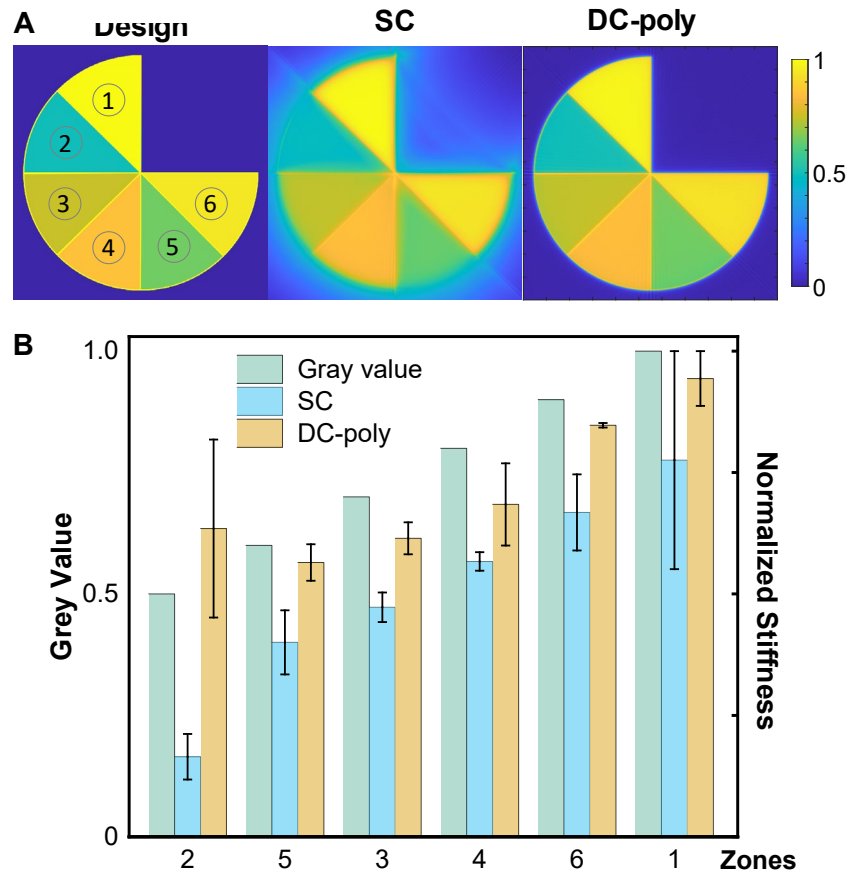 A
Design
SC
DC-poly
1
2
3
4
5
6
1
0.5
0
B
1.0
0.5
0
Grey Value
Gray value
SC
DC-poly
Normalized Stiffness
2 5 3 4 6 1 Zones